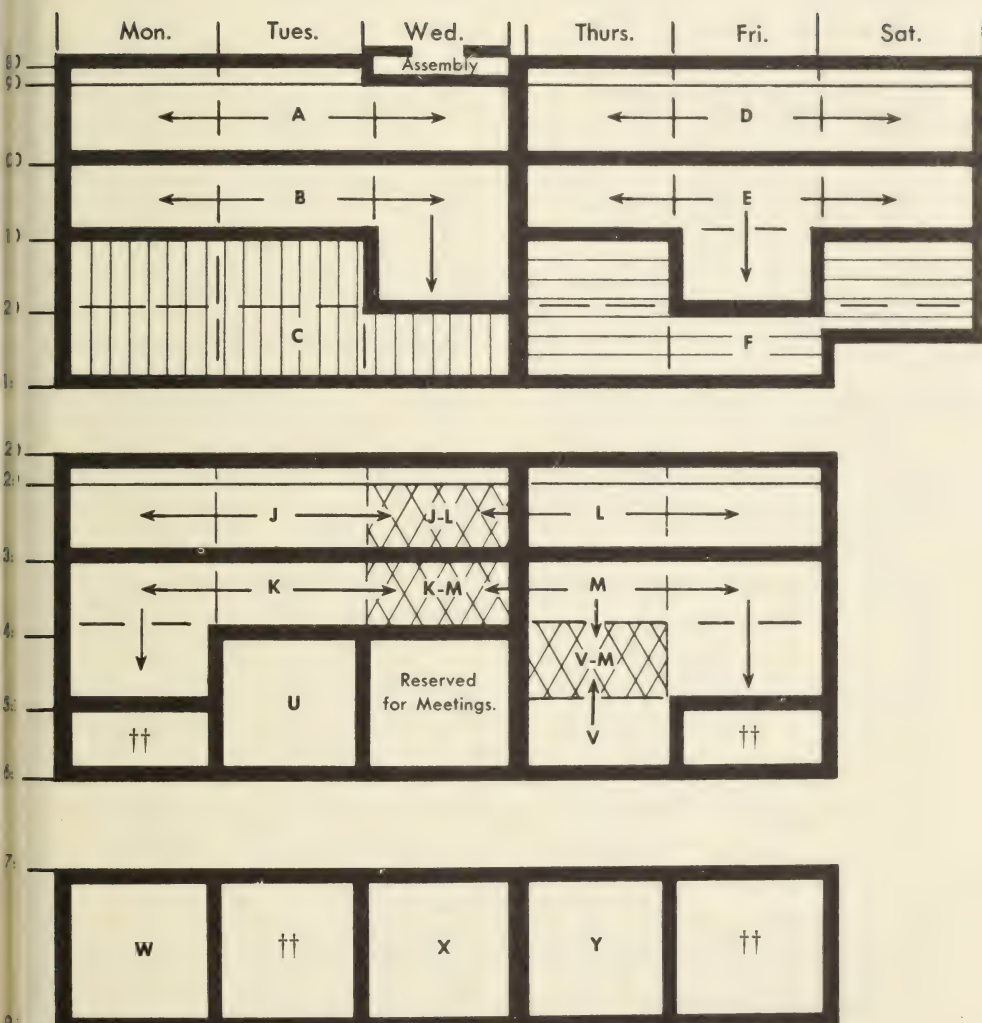 Mon. Tues. Wed. Thurs. Fri. Sat.
Assembly
A D
B E
C F
J J-L L
K K-M M
V-M
U Reserved
for Meetings.
V
†† ††
W †† X Y ††